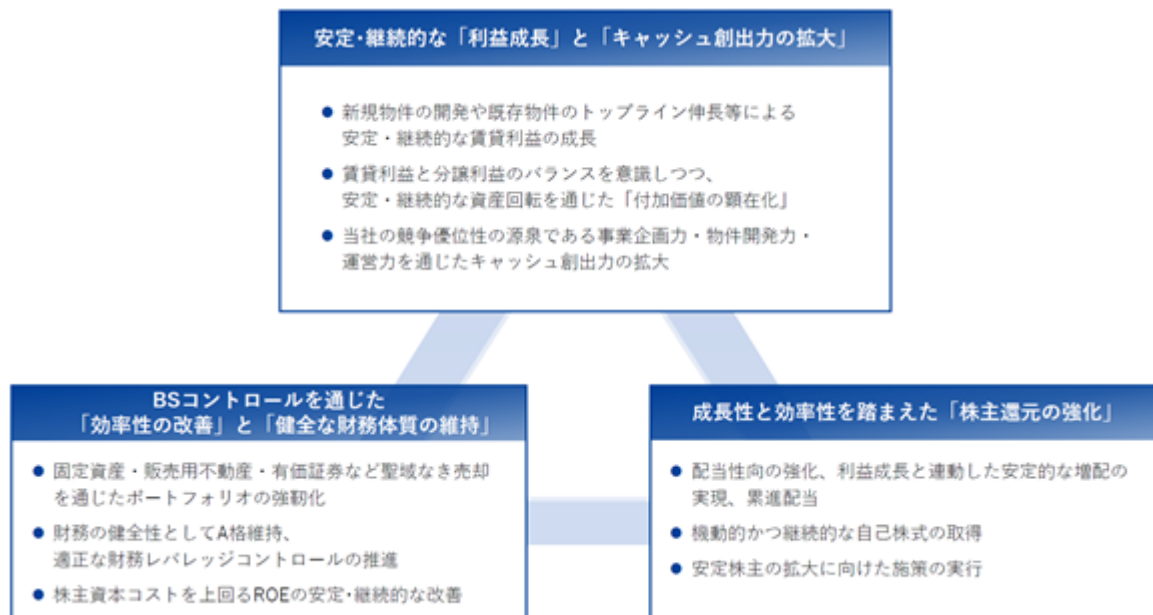 安定･継続的な「利益成長」と「キャッシュ創出力の拡大」
● 新規物件の開発や既存物件のトップライン伸長等による
安定・継続的な賃貸利益の成長
● 賃貸利益と分譲利益のバランスを意識しつつ、
安定・継続的な資産回転を通じた「付加価値の顕在化」
● 当社の競争優位性の源泉である事業企画力・物件開発力・
運営力を通じたキャッシュ創出力の拡大
BSコントロールを通じた
「効率性の改善」と「健全な財務体質の維持」
● 固定資産・販売用不動産・有価証券など聖域なき売却
を通じたポートフォリオの強靭化
● 財務の健全性としてA格維持、
適正な財務レバレッジコントロールの推進
● 株主資本コストを上回るROEの安定･継続的な改善
成長性と効率性を踏まえた「株主還元の強化」
● 配当性向の強化、利益成長と連動した安定的な増配の
実現、累進配当
● 機動的かつ継続的な自己株式の取得
● 安定株主の拡大に向けた施策の実行